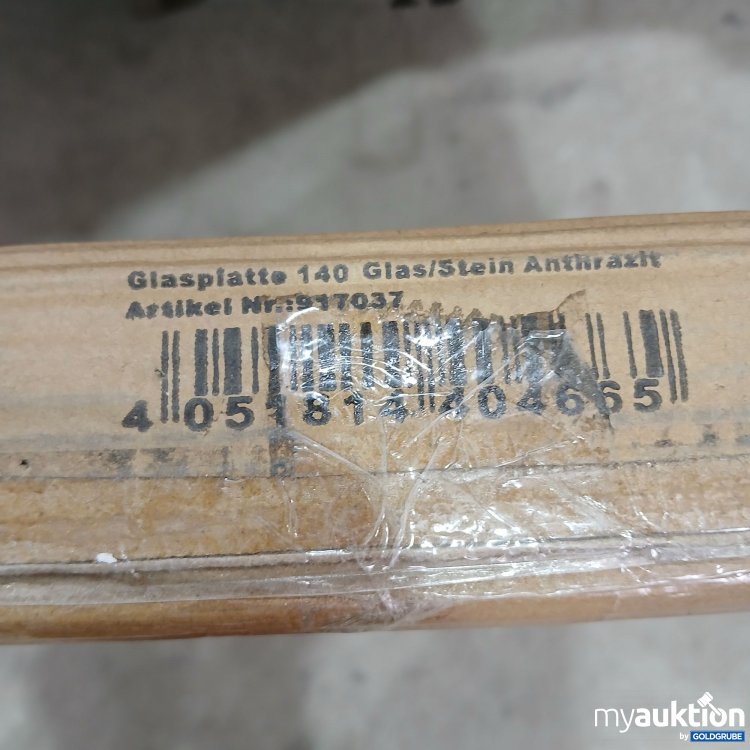 Glasplatte 140 Glas/Stein Anthrazit
Artikel Nr.:917037
4 051814 404665
myauktion
by GOLDGRUBE